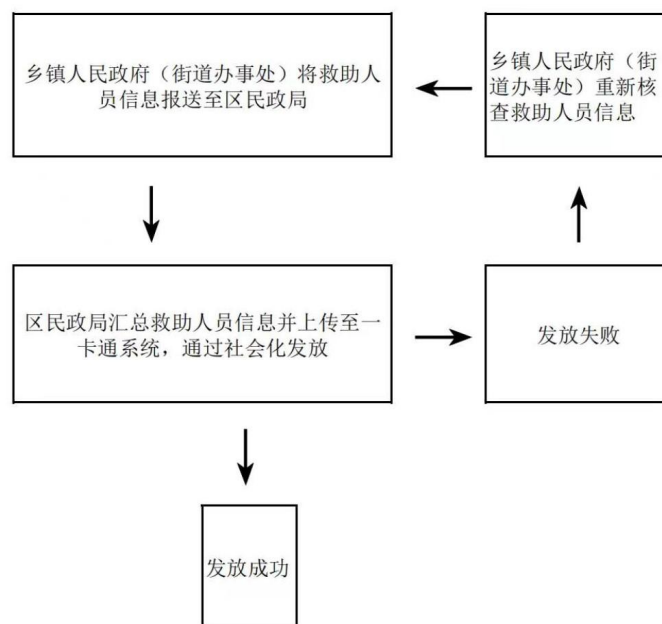 乡镇人民政府（街道办事处）将救助人
员信息报送至区民政局
乡镇人民政府（街
道办事处）重新核
查救助人员信息
区民政局汇总救助人员信息并上传至一
卡通系统，通过社会化发放
发放失败
发放成功